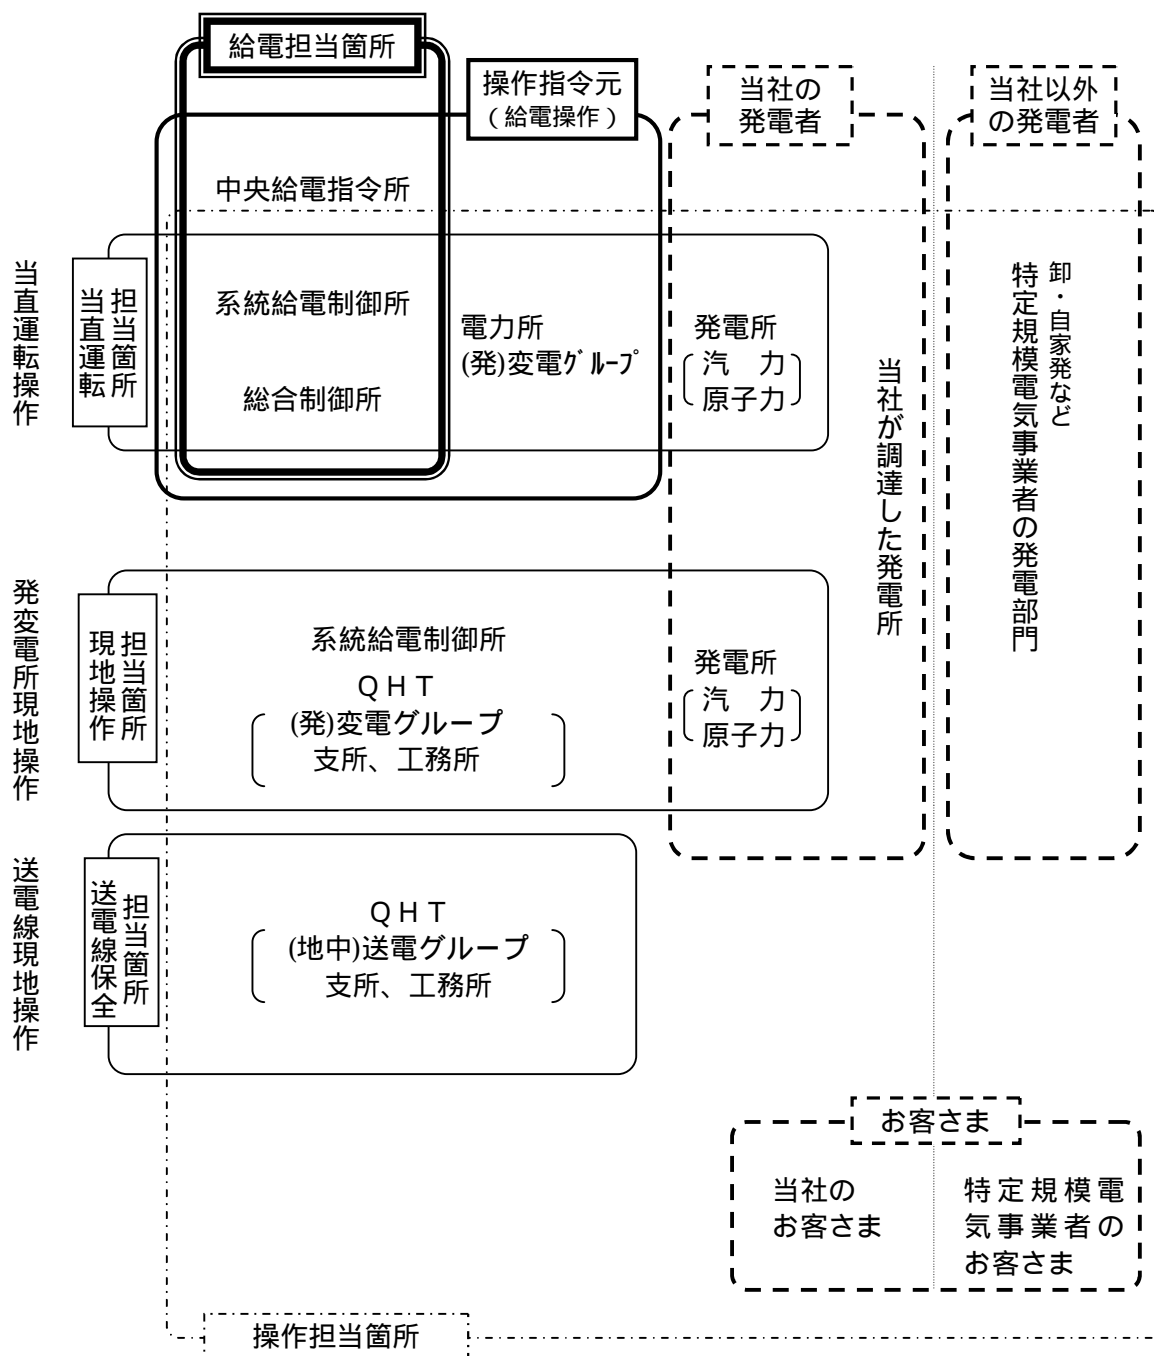 給電担当箇所
操作指令元
（給電操作）
当社の
発電者
当社以外
の発電者
中央給電指令所
当直運転操作
当直運転
担当箇所
系統給電制御所
総合制御所
電力所
(発)変電ｸﾞﾙｰﾌﾟ
発電所
汽　力
原子力
当社が調達した発電所
卸・自家発など
特定規模電気事業者の発電部門
発変電所現地操作
現地操作
担当箇所
系統給電制御所
ＱＨＴ
(発)変電グループ
支所、工務所
発電所
汽　力
原子力
送電線現地操作
送電線保全
担当箇所
ＱＨＴ
(地中)送電グループ
支所、工務所
お客さま
当社の
お客さま
特定規模電
気事業者の
お客さま
操作担当箇所